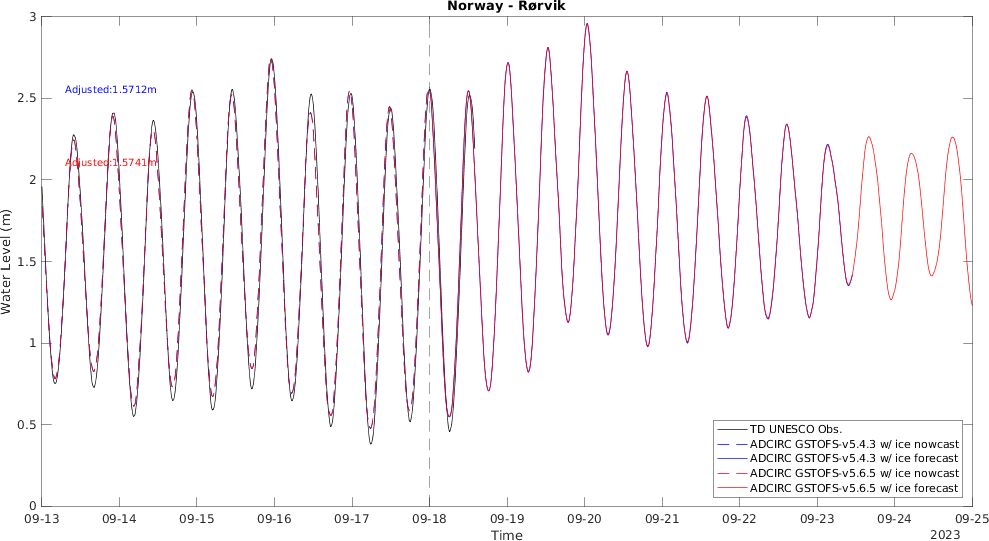 Norway - Rørvik
3
2.5
2
1.5
1
0.5
0
Water Level (m)
Adjusted:1.5712m
Adjusted:1.5741m
TD UNESCO Obs.
ADCIRC GSTOFS-v5.4.3 w/ ice nowcast
ADCIRC GSTOFS-v5.4.3 w/ ice forecast
ADCIRC GSTOFS-v5.6.5 w/ ice nowcast
ADCIRC GSTOFS-v5.6.5 w/ ice forecast
09-13 09-14 09-15 09-16 09-17 09-18 09-19 09-20 09-21 09-22 09-23 09-24 09-25
Time
2023